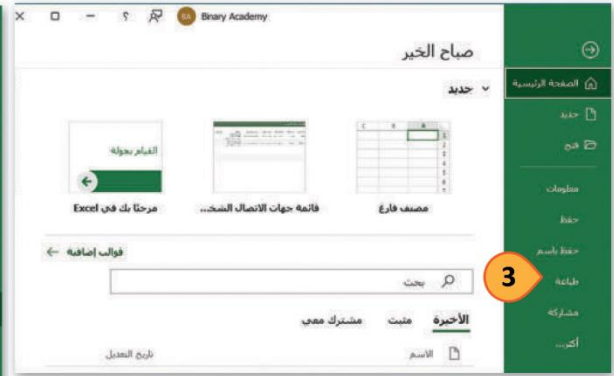 Binary Academy
BA
صباح الخير
جديد
القيام بجولة
مصنف فارغ
قائمة جهات الاتصال الشخـ...
مرحبًا بك في Excel
قوالب إضافية
بحث
الأخيرة
مثبت
مشترك معي
الاسم
تاريخ التعديل
الصفحة الرئيسية
جديد
فتح
معلومات
حفظ
حفظ باسم
طباعة
3
مشاركة
أكثر...